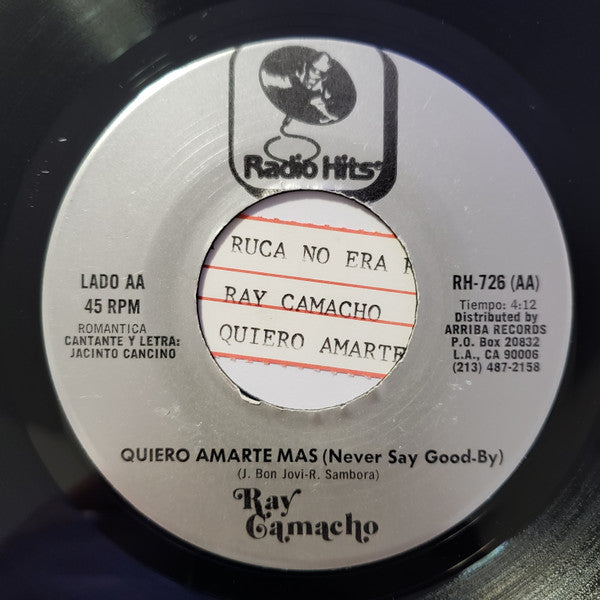 Radio Hits
RUCA NO ERA
RAY CAMACHO
QUIERO AMARTE
LADO AA
45 RPM
ROMANTICA
CANTANTE Y LETRA:
JACINTO CANCINO
RH-726 (AA)
Tiempo: 4:12
Distributed by
ARRIBA RECORDS
P.O. Box 20832
L.A., CA 90006
(213) 487-2158
QUIERO AMARTE MAS (Never Say Good-By)
(J. Bon Jovi-R. Sambora)
Ray
Camacho